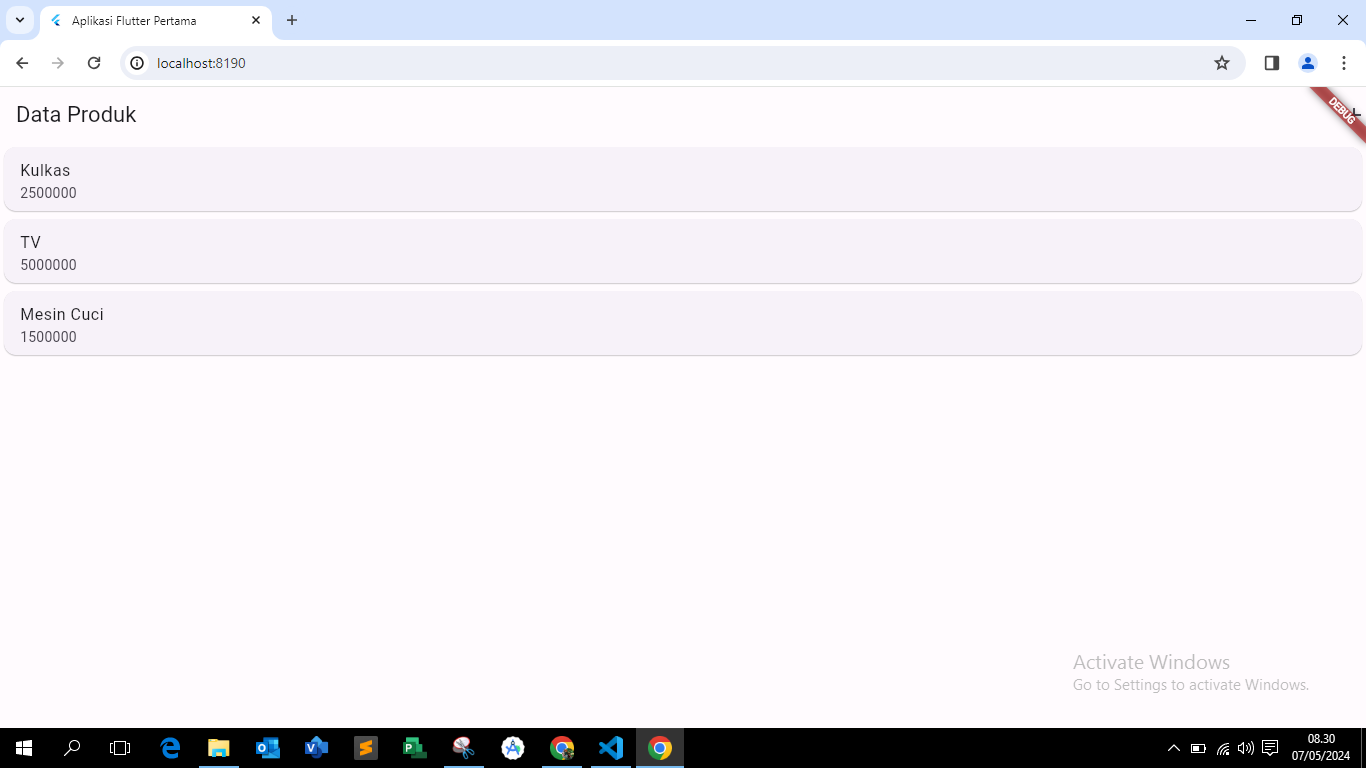 Aplikasi Flutter Pertama
localhost:8190
Data Produk
DEBUG
Kulkas
2500000
TV
5000000
Mesin Cuci
1500000
Activate Windows
Go to Settings to activate Windows.
08.30
07/05/2024